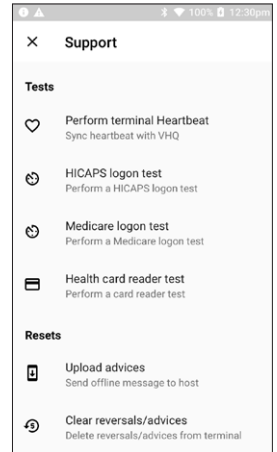 100% 12:30pm
Support
Tests
Perform terminal Heartbeat
Sync heartbeat with VHQ
HICAPS logon test
Perform a HICAPS logon test
Medicare logon test
Perform a Medicare logon test
Health card reader test
Perform a card reader test
Resets
Upload advices
Send offline message to host
Clear reversals/advices
Delete reversals/advices from terminal